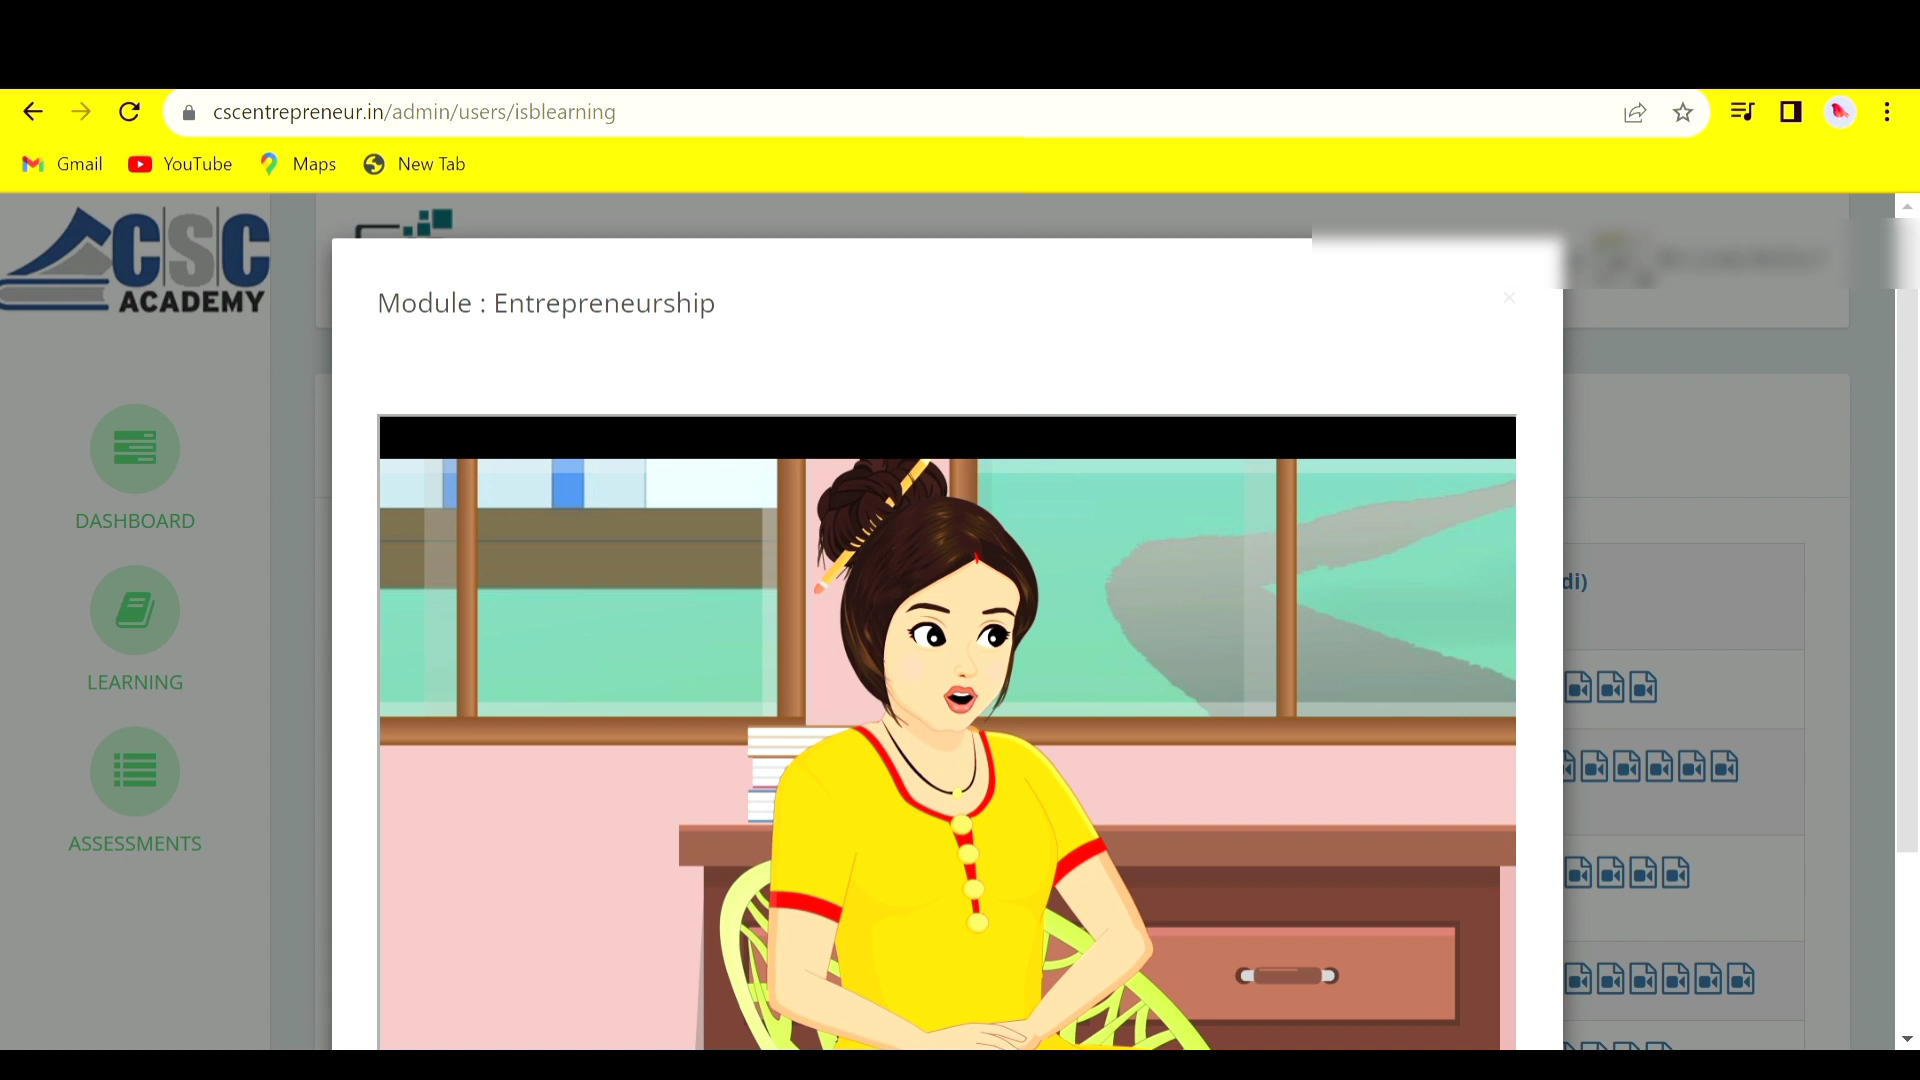 cscentrepreneur.in/admin/users/isblearning
Gmail YouTube Maps New Tab
CSC
ACADEMY
Module : Entrepreneurship
DASHBOARD
di)
LEARNING
ASSESSMENTS